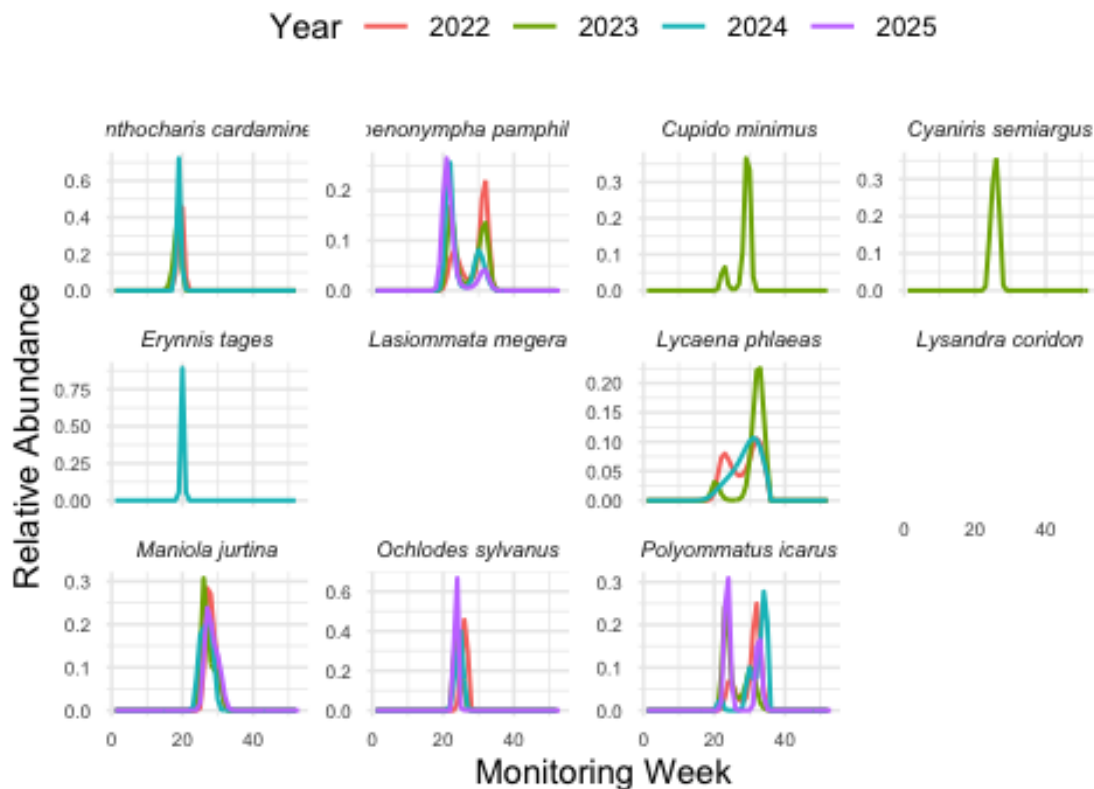 Year 2022 2023 2024 2025
nthocharis cardamine
oenonympha pamphil
Cupido minimus
Cyaniris semiargus
0.6
0.4
0.2
0.0
0.2
0.1
0.0
0.3
0.2
0.1
0.0
0.3
0.2
0.1
0.0
Erynnis tages
Lasiommata megera
Lycaena phlaeas
Lysandra coridon
0.75
0.50
0.25
0.00
0.20
0.15
0.10
0.05
0.00
0 40
Maniola jurtina
Ochlodes sylvanus
Polyommatus icarus
0.3
0.2
0.1
0.0
0.6
0.4
0.2
0.0
0.3
0.2
0.1
0.0
0 20 40
0 20 40
0 20 40
Relative Abundance
Monitoring Week